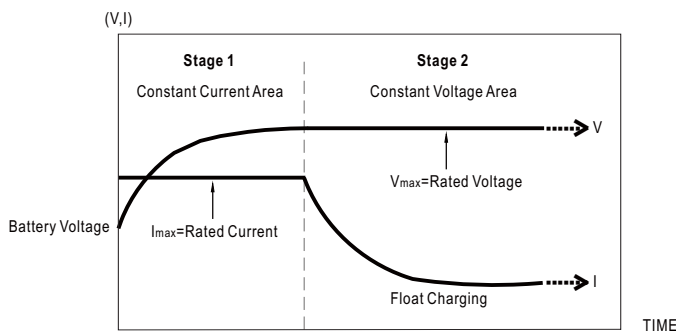 (V,I)
Stage 1
Stage 2
Constant Current Area
Constant Voltage Area
V
Vmax=Rated Voltage
Battery Voltage
Imax=Rated Current
I
Float Charging
TIME